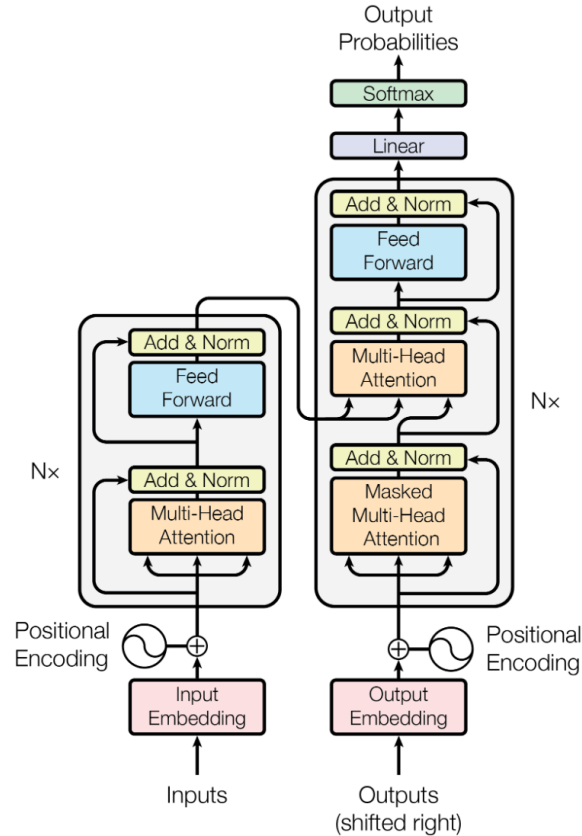 Output
Probabilities
Softmax
Linear
Add & Norm
Feed
Forward
Add & Norm
Multi-Head
Attention
Add & Norm
Masked
Multi-Head
Attention
Nx
Positional
Encoding
Output
Embedding
Outputs
(shifted right)
Add & Norm
Feed
Forward
Add & Norm
Multi-Head
Attention
Nx
Positional
Encoding
Input
Embedding
Inputs